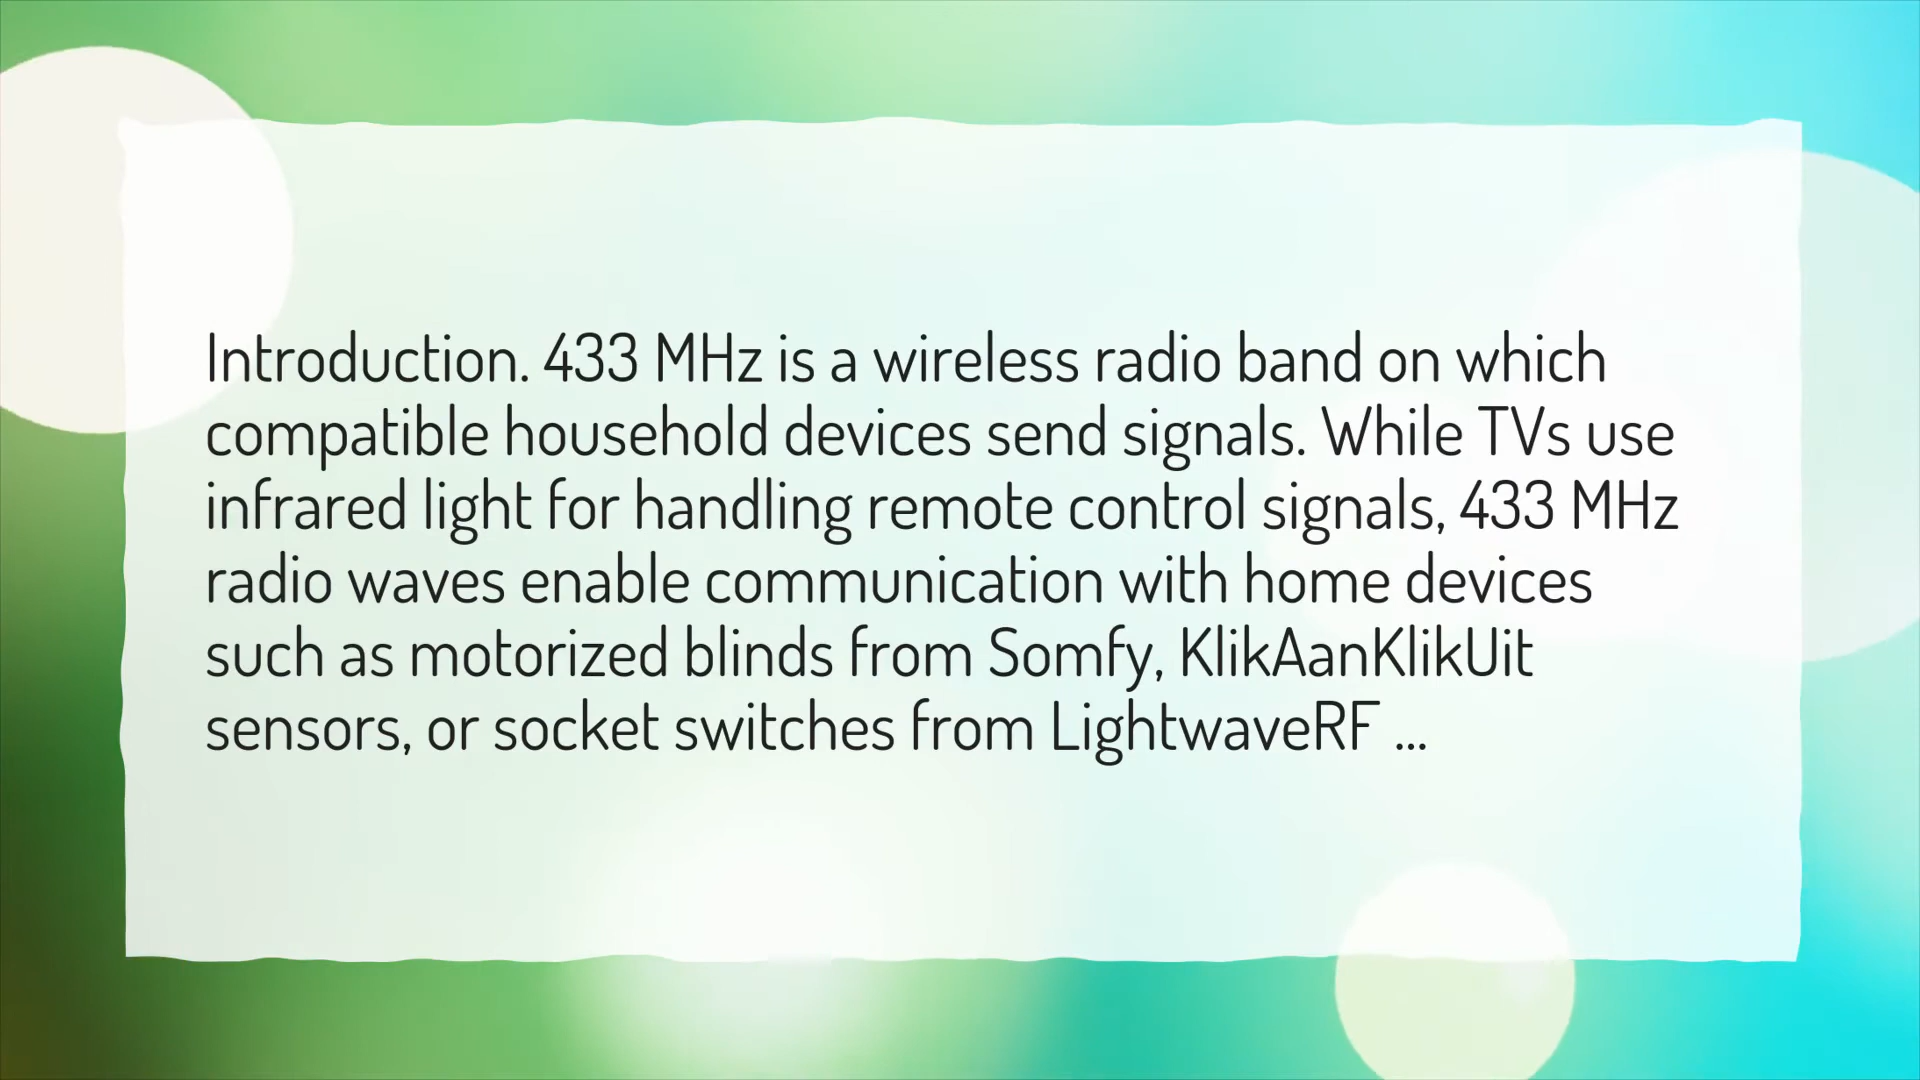 Introduction. 433 MHz is a wireless radio band on which
compatible household devices send signals. While TVs use
infrared light for handling remote control signals, 433 MHz
radio waves enable communication with home devices
such as motorized blinds from Somfy, KlikAanKlikUit
sensors, or socket switches from LightwaveRF ...